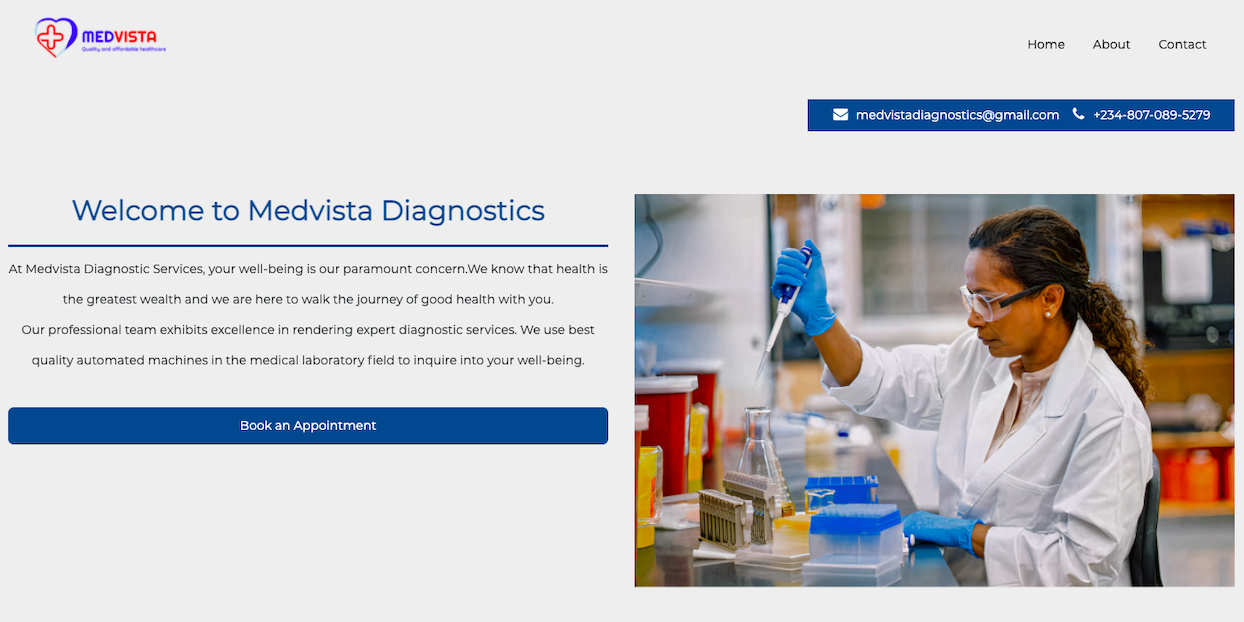 MEDVISTA
Quality and affordable healthcare
Home
About
Contact
medvistadiagnostics@gmail.com
+234-807-089-5279
Welcome to Medvista Diagnostics
At Medvista Diagnostic Services, your well-being is our paramount concern.We know that health is
the greatest wealth and we are here to walk the journey of good health with you.
Our professional team exhibits excellence in rendering expert diagnostic services. We use best
quality automated machines in the medical laboratory field to inquire into your well-being.
Book an Appointment